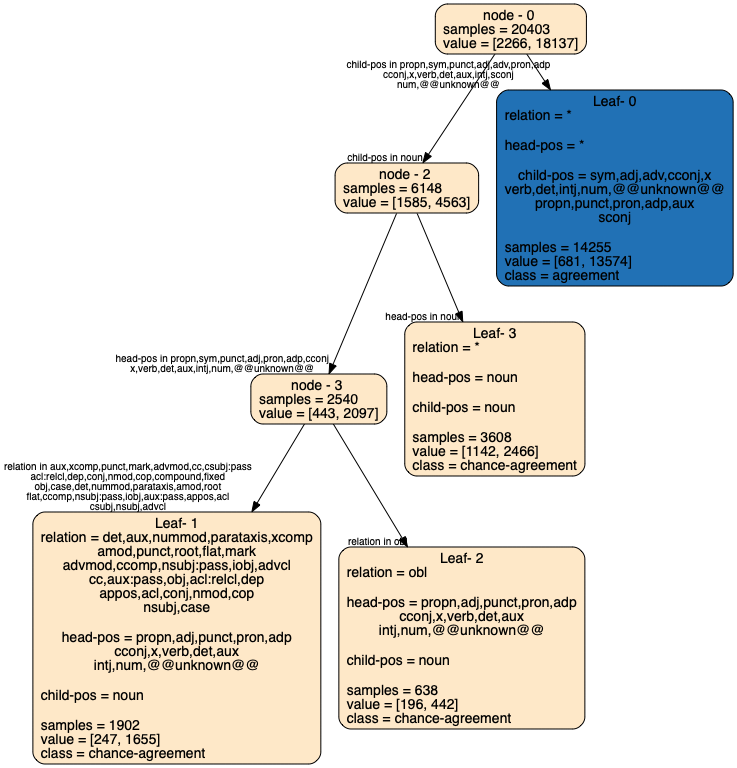 node - 0
samples = 20403
value = [2266, 18137]
child-pos in propn,sym,punct,adj,adv,pron,adp
cconj,x,verb,det,aux,intj,sconj
num,@@unknown@@
Leaf- 0
relation = *
head-pos = *
child-pos = sym,adj,adv,cconj,x
verb,det,intj,num,@@unknown@@
propn,punct,pron,adp,aux
sconj
samples = 14255
value = [681, 13574]
class = agreement
child-pos in noun
node - 2
samples = 6148
value = [1585, 4563]
head-pos in noun
Leaf- 3
relation = *
head-pos = noun
child-pos = noun
samples = 3608
value = [1142, 2466]
class = chance-agreement
head-pos in propn,sym,punct,adj,pron,adp,cconj
x,verb,det,aux,intj,num,@@unknown@@
node - 3
samples = 2540
value = [443, 2097]
relation in aux,xcomp,punct,mark,advmod,cc,csubj:pass
acl:relcl,dep,conj,nmod,cop,compound,fixed
obj,case,det,nummod,parataxis,amod,root
flat,ccomp,nsubj:pass,iobj,aux:pass,appos,acl
csubj,nsubj,advcl
Leaf- 1
relation = det,aux,nummod,parataxis,xcomp
amod,punct,root,flat,mark
advmod,ccomp,nsubj:pass,iobj,advcl
cc,aux:pass,obj,acl:relcl,dep
appos,acl,conj,nmod,cop
nsubj,case
head-pos = propn,adj,punct,pron,adp
cconj,x,verb,det,aux
intj,num,@@unknown@@
child-pos = noun
samples = 1902
value = [247, 1655]
class = chance-agreement
relation in obl
Leaf- 2
relation = obl
head-pos = propn,adj,punct,pron,adp
cconj,x,verb,det,aux
intj,num,@@unknown@@
child-pos = noun
samples = 638
value = [196, 442]
class = chance-agreement